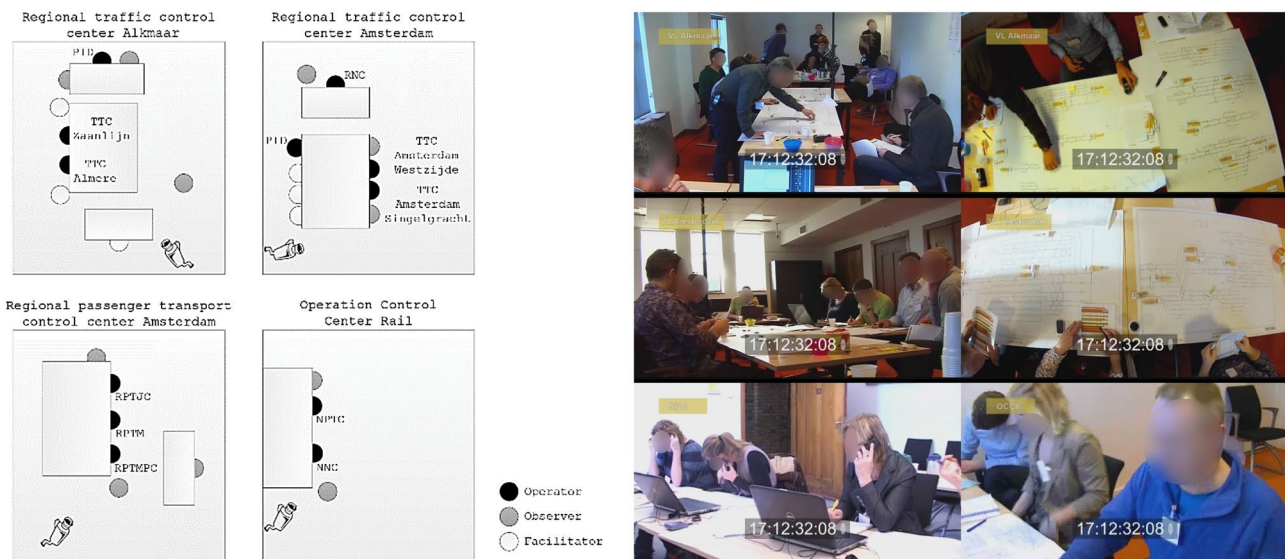 Regional traffic control
center Alkmaar
PID
TTC
Zaanlijn
TTC
Almere
Regional traffic control
center Amsterdam
RNC
PID
TTC
Amsterdam
Westzijde
TTC
Amsterdam
Singelgracht
Regional passenger transport
control center Amsterdam
RPTJC
RPTM
RPTMPC
Operation Control
Center Rail
NPTC
NNC
Operator
Observer
Facilitator
VL Alkmaar
17:12:32:08
VL Alkmaar
17:12:32:08
VL Amsterdam
17:12:32:08
17:12:32:08
17:12:32:08
OCCR
17:12:32:08